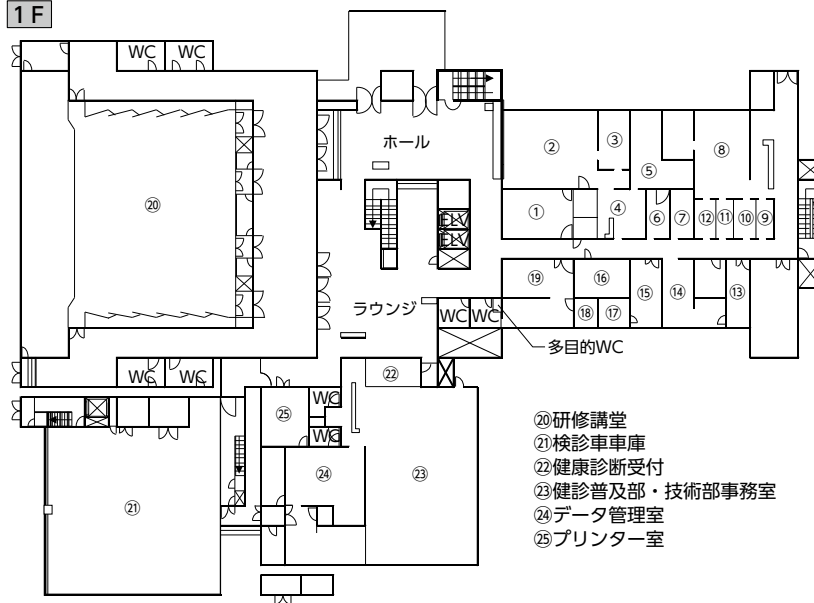 1F
WC WC
ホール
② ③ ⑧
⑤
⑳ ① ④ ⑥ ⑦ ⑫ ⑪ ⑩ ⑨
ELV
ELV
⑲ ⑯ ⑮ ⑭ ⑬
ラウンジ
WC WC ⑱ ⑰
多目的WC
WC WC ㉒
WC
㉕
WC
㉔ ㉓
㉑
⑳研修講堂
㉑検診車車庫
㉒健康診断受付
㉓健診普及部・技術部事務室
㉔データ管理室
㉕プリンター室